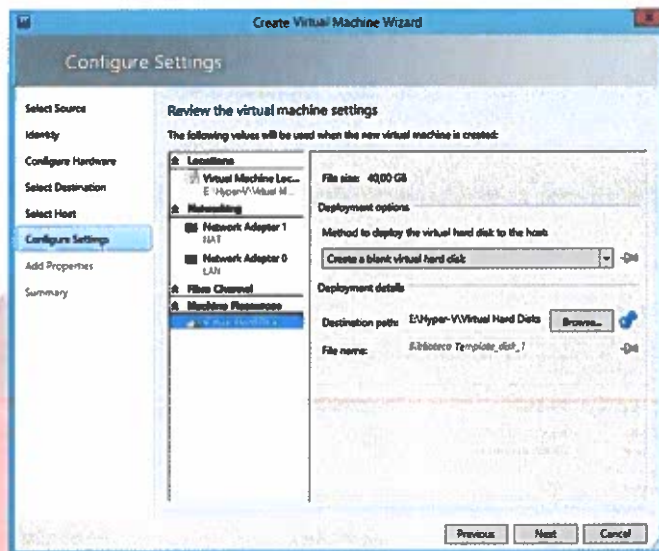 Create Virtual Machine Wizard
Configure Settings
Select Source
Identity
Configure Hardware
Select Destination
Select Host
Configure Settings
Add Properties
Summary
Review the virtual machine settings
The following values will be used when the new virtual machine is created:
Locations
Virtual Machine Loc...
E:\Hyper-V\Virtual M...
Networking
Network Adapter 1
NAT
Network Adapter 0
LAN
Fibre Channel
Machine Resources
File size: 40,00 GB
Deployment options
Method to deploy the virtual hard disk to the host:
Create a blank virtual hard disk
Deployment details
Destination path: E:\Hyper-V\Virtual Hard Disks Browse...
File name: Biblioteca Template_disk_1
Previous Next Cancel